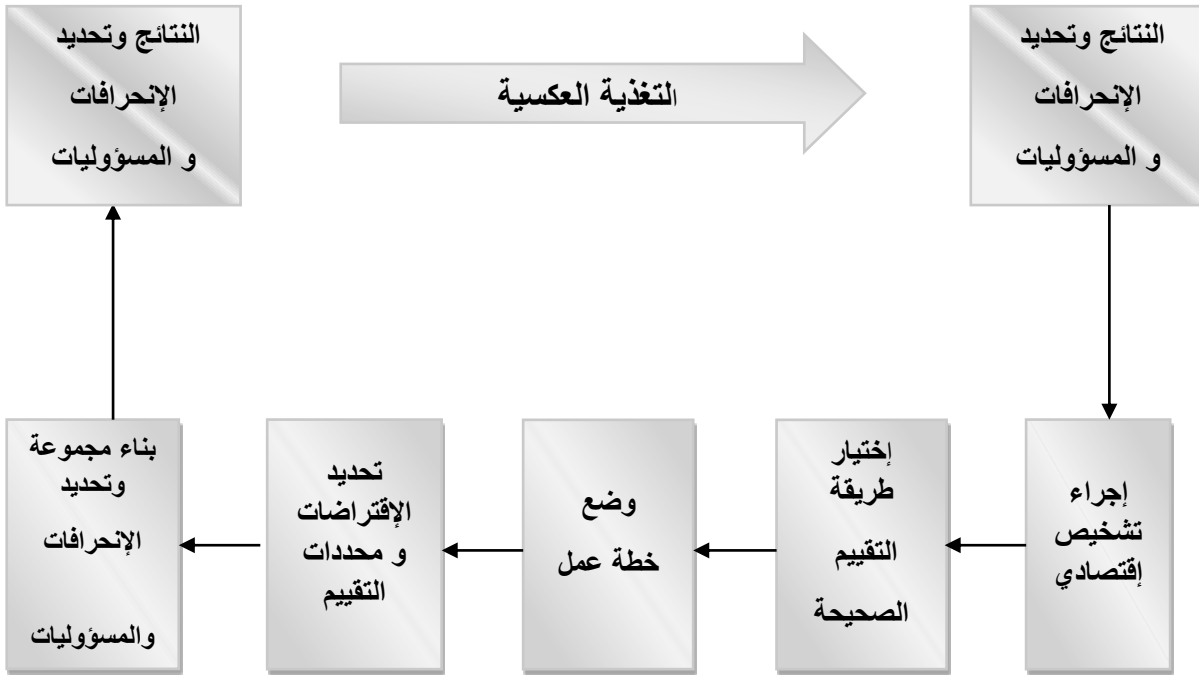 النتائج وتحديد
الإنحرافات
و المسؤوليات
التغذية العكسية
النتائج وتحديد
الإنحرافات
و المسؤوليات
إجراء
تشخيص
إقتصادي
إختيار
طريقة
التقييم
الصحيحة
وضع
خطة عمل
تحديد
الإقتراضات
و محددات
التقييم
بناء مجموعة
وتحديد
الإنحرافات
والمسؤوليات